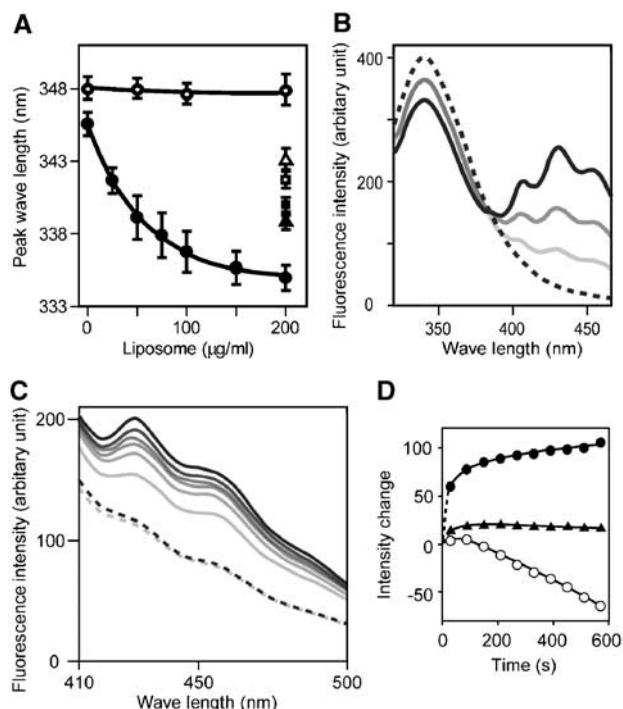 A
Peak wave length (nm)
348
343
338
333
0
100
200
Liposome (µg/ml)
B
Fluorescence intensity (arbitary unit)
400
200
0
350
400
450
Wave length (nm)
C
Fluorescence intensity (arbitary unit)
200
100
0
410
450
500
Wave length (nm)
D
Intensity change
100
50
0
-50
0
200
400
600
Time (s)